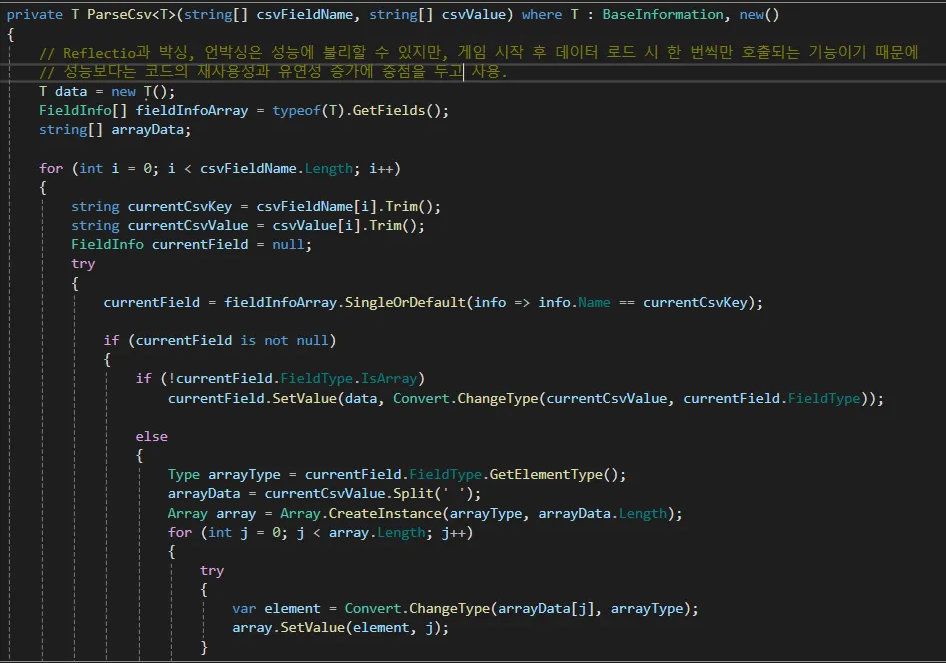 private T ParseCsv<T>(string[] csvFieldName, string[] csvValue) where T : BaseInformation, new()
{
// Reflectio과 박싱, 언박싱은 성능에 불리할 수 있지만, 게임 시작 후 데이터 로드 시 한 번씩만 호출되는 기능이기 때문에
// 성능보다는 코드의 재사용성과 유연성 증가에 중점을 두고 사용.
T data = new T();
FieldInfo[] fieldInfoArray = typeof(T).GetFields();
string[] arrayData;
for (int i = 0; i < csvFieldName.Length; i++)
{
string currentCsvKey = csvFieldName[i].Trim();
string currentCsvValue = csvValue[i].Trim();
FieldInfo currentField = null;
try
{
currentField = fieldInfoArray.SingleOrDefault(info => info.Name == currentCsvKey);
if (currentField is not null)
{
if (!currentField.FieldType.IsArray)
currentField.SetValue(data, Convert.ChangeType(currentCsvValue, currentField.FieldType));
else
{
Type arrayType = currentField.FieldType.GetElementType();
arrayData = currentCsvValue.Split(' ');
Array array = Array.CreateInstance(arrayType, arrayData.Length);
for (int j = 0; j < array.Length; j++)
{
try
{
var element = Convert.ChangeType(arrayData[j], arrayType);
array.SetValue(element, j);
}